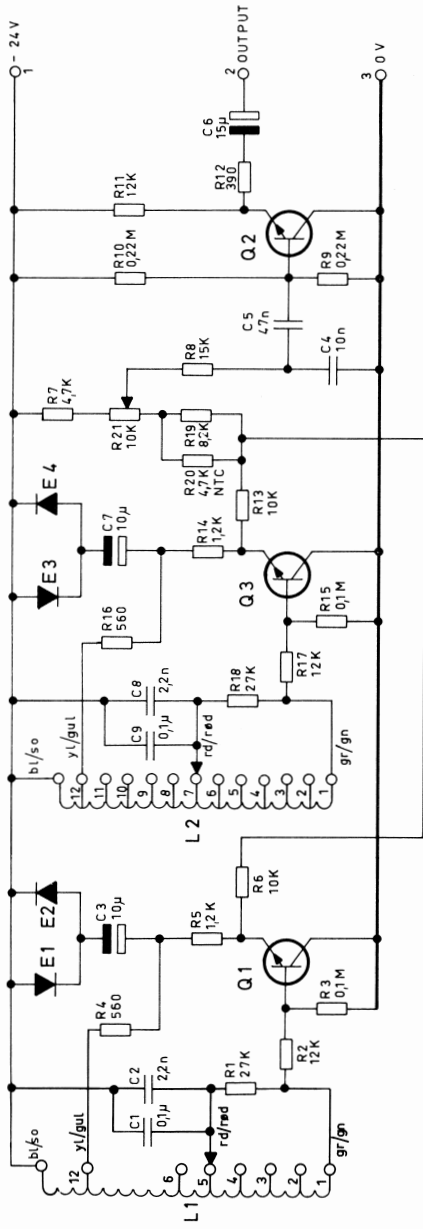 - 24V
1
bl/so
yl/gul
12
6
5
4
3
2
1
L1
C1
0,1µ
C2
2,2n
rd/rød
gr/gn
R1
27K
R2
12K
R3
0,1M
R4
560
E1
E2
C3
10µ
R5
1,2K
R6
10K
Q1
bl/so
yl/gul
12
11
10
9
8
7
6
5
4
3
2
1
L2
C9
0,1µ
C8
2,2n
rd/rød
gr/gn
R18
27K
R17
12K
R15
0,1M
R16
560
E3
E4
C7
10µ
R14
1,2K
R13
10K
Q3
R7
4,7K
R21
10K
R20
4,7K
NTC
R19
8,2K
R8
15K
C5
47n
C4
10n
R10
0,22M
R9
0,22M
R11
12K
Q2
R12
390
C6
15µ
2
OUTPUT
3
0V